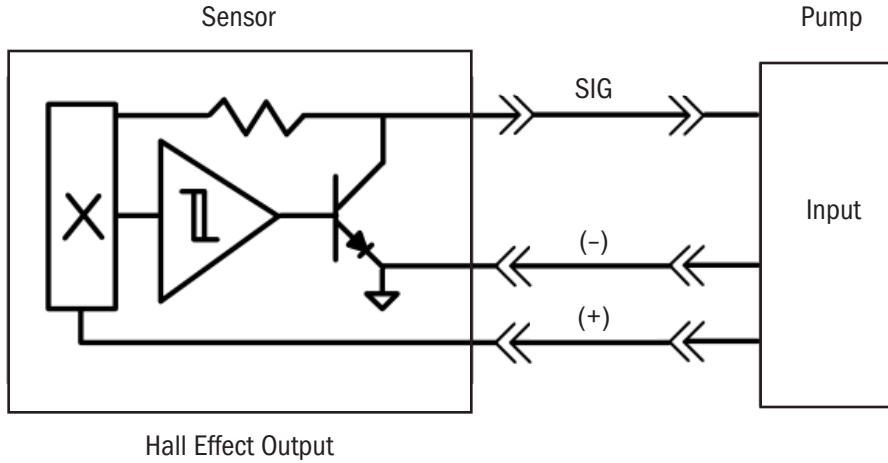 Sensor
Pump
SIG
Input
(–)
(+)
Hall Effect Output